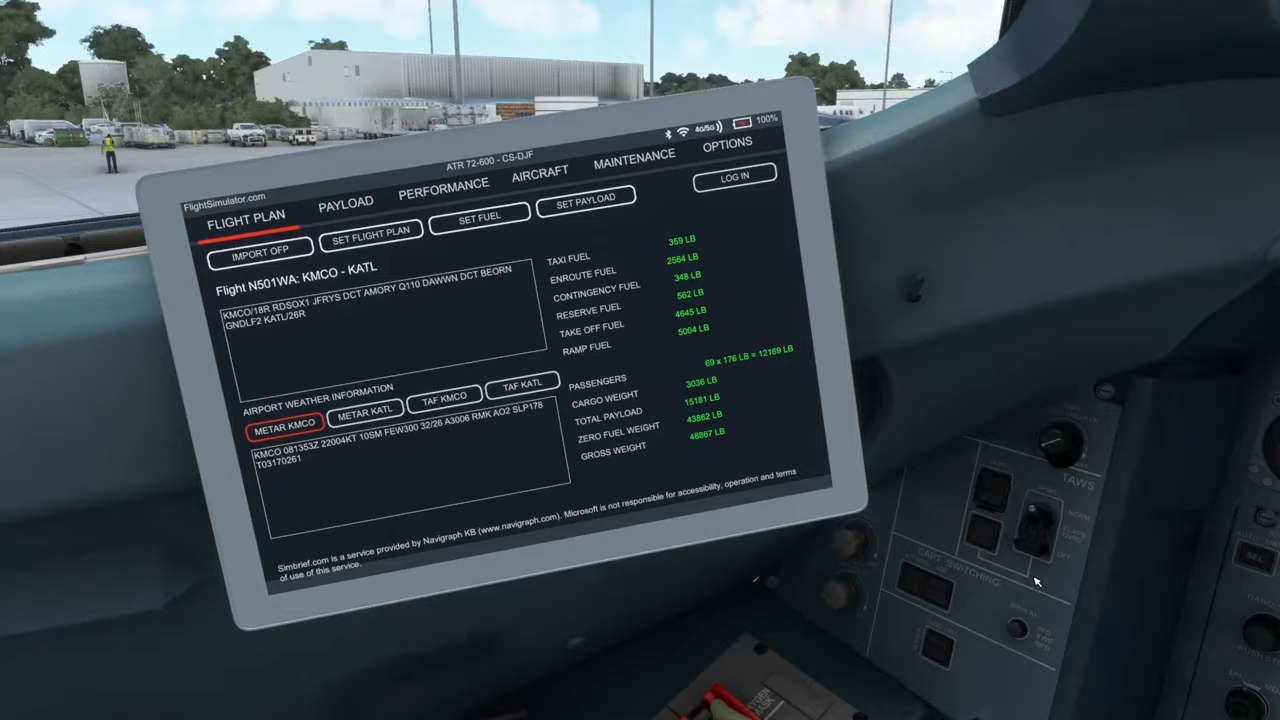 ATR 72-600 - CS-DJF
4G/5G
100%
FlightSimulator.com
FLIGHT PLAN
PAYLOAD
PERFORMANCE
AIRCRAFT
MAINTENANCE
OPTIONS
IMPORT OFP
SET FLIGHT PLAN
SET FUEL
SET PAYLOAD
LOG IN
Flight N501WA: KMCO - KATL
KMCO/18R RDSOX1 JFRYS DCT AMORY Q110 DAWWN DCT BEORN
GNDLF2 KATL/26R
TAXI FUEL 359 LB
ENROUTE FUEL 2564 LB
CONTINGENCY FUEL 348 LB
RESERVE FUEL 562 LB
TAKE OFF FUEL 4645 LB
RAMP FUEL 5004 LB
PASSENGERS 69 x 176 LB = 12169 LB
CARGO WEIGHT 3036 LB
TOTAL PAYLOAD 15181 LB
ZERO FUEL WEIGHT 43862 LB
GROSS WEIGHT 48867 LB
AIRPORT WEATHER INFORMATION
METAR KMCO
METAR KATL
TAF KMCO
TAF KATL
KMCO 081353Z 22004KT 10SM FEW300 32/26 A3006 RMK AO2 SLP178
T03170261
Simbrief.com is a service provided by Navigraph KB (www.navigraph.com). Microsoft is not responsible for accessibility, operation and terms
of use of this service.
TAWS
NORM
OFF
CAPT SWITCHING
SEL